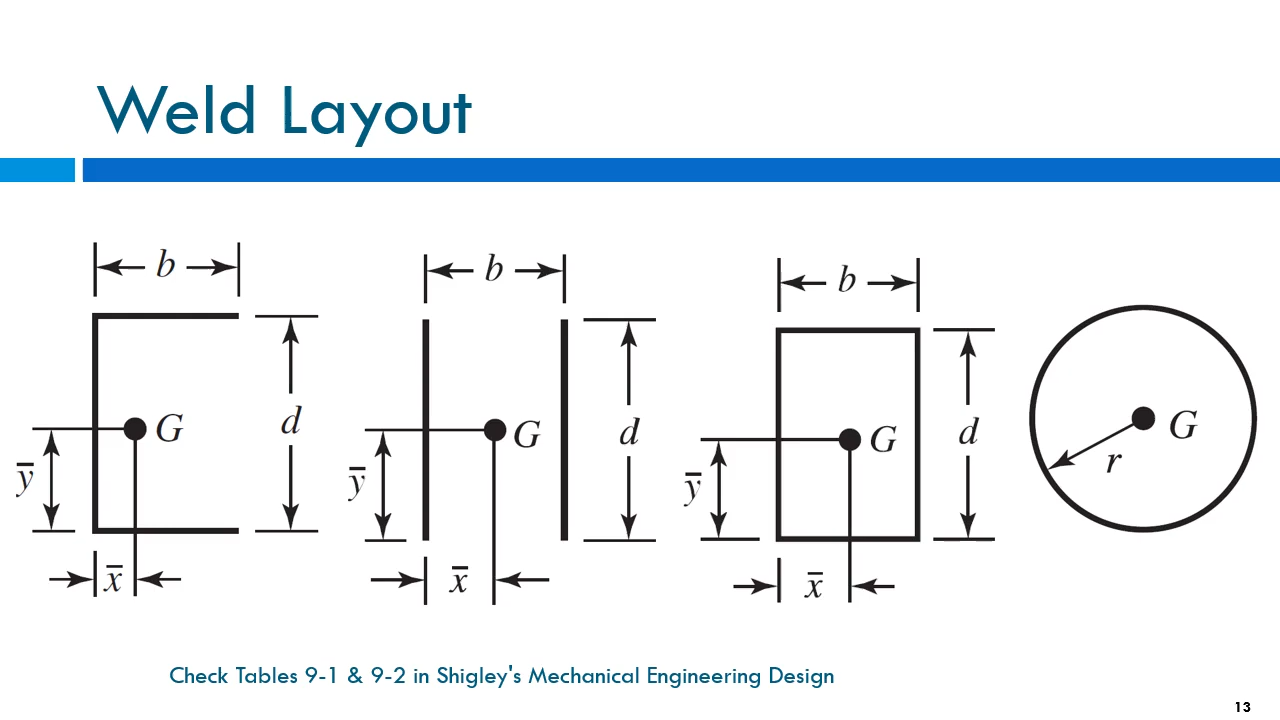 Weld Layout
b
d
G
y̅
x̅
b
d
G
y̅
x̅
b
d
G
y̅
x̅
G
r
Check Tables 9-1 & 9-2 in Shigley's Mechanical Engineering Design
13